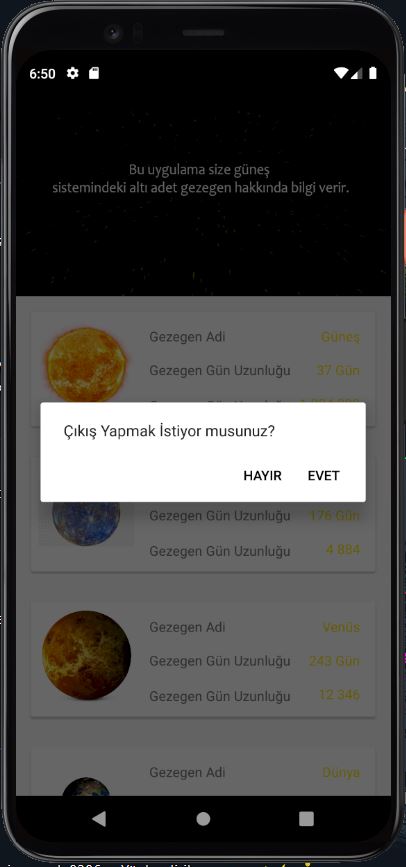 6:50
Bu uygulama size güneş
sistemindeki altı adet gezegen hakkında bilgi verir.
Gezegen Adi
Güneş
Gezegen Gün Uzunluğu
37 Gün
Çıkış Yapmak İstiyor musunuz?
HAYIR
EVET
Gezegen Gün Uzunluğu
176 Gün
Gezegen Gün Uzunluğu
4 884
Gezegen Adi
Venüs
Gezegen Gün Uzunluğu
243 Gün
Gezegen Gün Uzunluğu
12 346
Gezegen Adi
Dünya